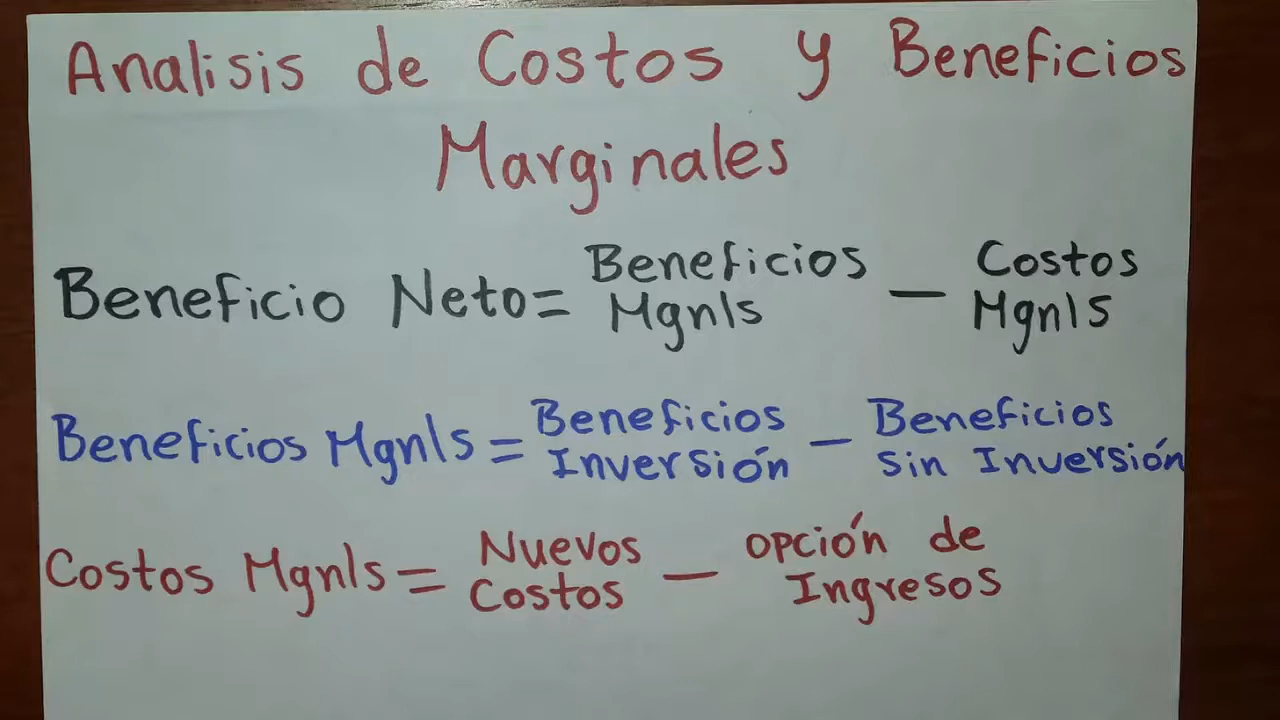 Analisis de Costos y Beneficios
Marginales
Beneficio Neto = Beneficios Mgnls - Costos Mgnls
Beneficios Mgnls = Beneficios Inversión - Beneficios sin Inversión
Costos Mgnls = Nuevos Costos - opción de Ingresos